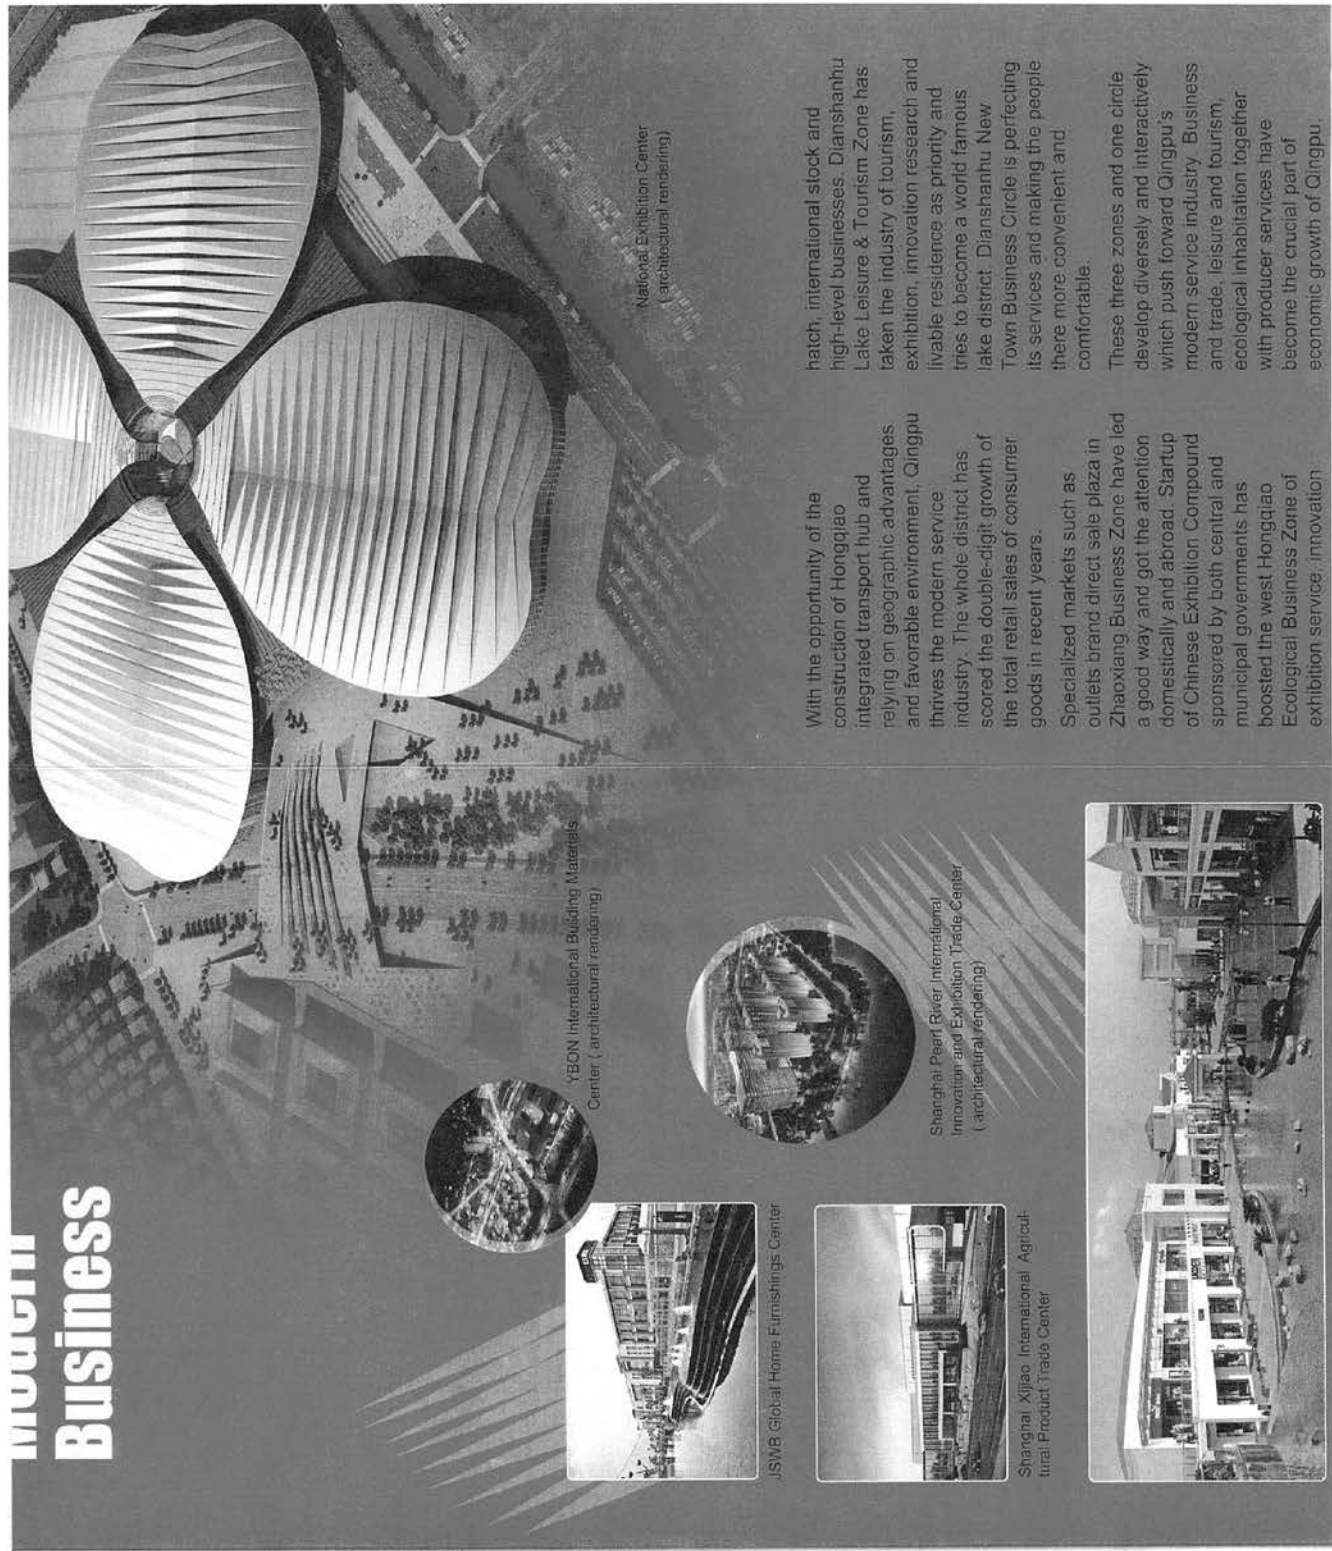 Modern
Business
National Exhibition Center
( architectural rendering)
YBON International Building Materials
Center ( architectural rendering)
JSWB Global Home Furnishings Center
Shanghai Pearl River International
Innovation and Exhibition Trade Center
( architectural rendering)
Shanghai Xijiao International Agricul-
tural Product Trade Center
With the opportunity of the
construction of Hongqiao
integrated transport hub and
relying on geographic advantages
and favorable environment, Qingpu
thrives the modern service
industry. The whole district has
scored the double-digit growth of
the total retail sales of consumer
goods in recent years.
Specialized markets such as
outlets brand direct sale plaza in
Zhaoxiang Business Zone have led
a good way and got the attention
domestically and abroad. Startup
of Chinese Exhibition Compound
sponsored by both central and
municipal governments has
boosted the west Hongqiao
Ecological Business Zone of
exhibition service, innovation
hatch, international stock and
high-level businesses. Dianshanhu
Lake Leisure & Tourism Zone has
taken the industry of tourism,
exhibition, innovation research and
livable residence as priority and
tries to become a world famous
lake district. Dianshanhu New
Town Business Circle is perfecting
its services and making the people
there more convenient and
comfortable.
These three zones and one circle
develop diversely and interactively
which push forward Qingpu's
modern service industry. Business
and trade, leisure and tourism,
ecological inhabitation together
with producer services have
become the crucial part of
economic growth of Qingpu.